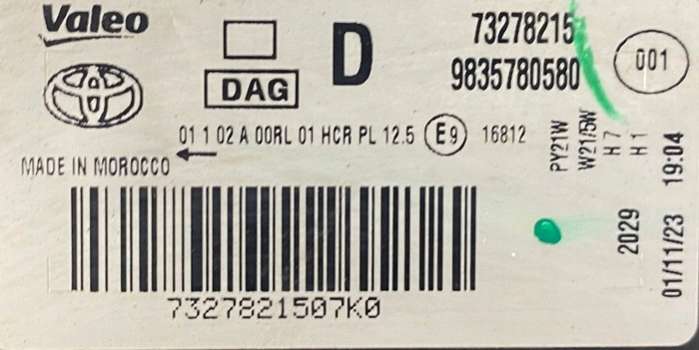 Valeo
DAG
D
73278215
9835780580
001
01 1 02 A 00RL 01 HCR PL 12.5 E9 16812
MADE IN MOROCCO
PY21W
W21/5W
H7
H1
2029
01/11/23 19:04
7327821507K0